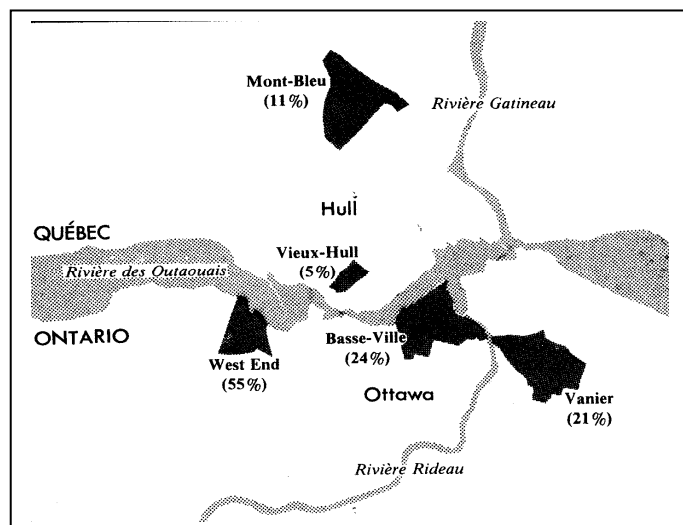 Mont-Bleu
(11%)
Rivière Gatineau
Hull
QUÉBEC
Vieux-Hull
(5%)
Rivière des Outaouais
ONTARIO
Basse-Ville
(24%)
West End
(55%)
Ottawa
Vanier
(21%)
Rivière Rideau